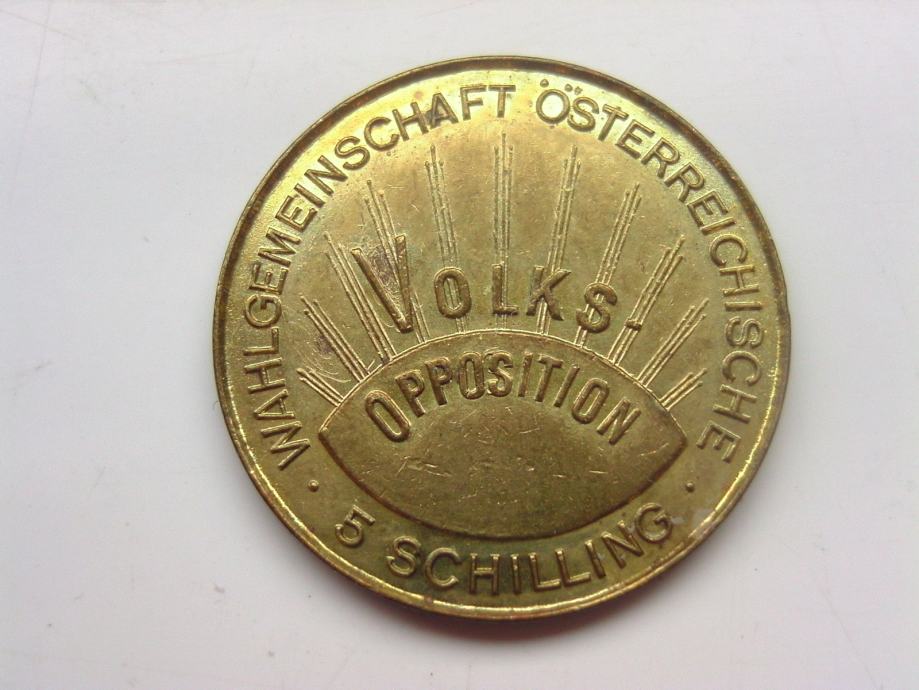 WAHLGEMEINSCHAFT ÖSTERREICHISCHE
VOLKS-
OPPOSITION
· 5 SCHILLING ·